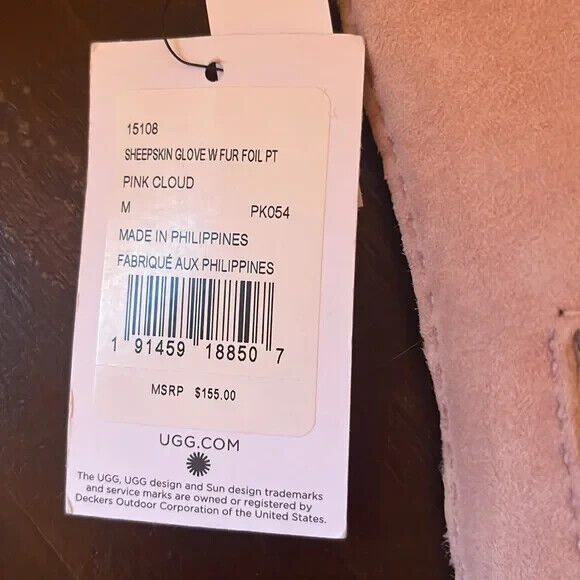 15108
SHEEPSKIN GLOVE W FUR FOIL PT
PINK CLOUD
M PK054
MADE IN PHILIPPINES
FABRIQUÉ AUX PHILIPPINES
1 91459 18850 7
MSRP $155.00
UGG.COM
The UGG, UGG design and Sun design trademarks
and service marks are owned or registered by
Deckers Outdoor Corporation of the United States.